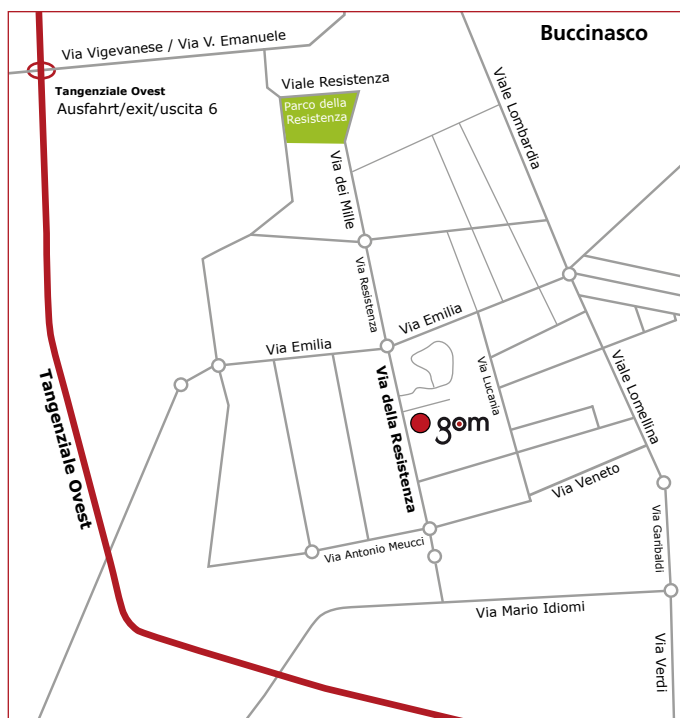 Buccinasco
Via Vigevanese / Via V. Emanuele
Viale Resistenza
Tangenziale Ovest
Ausfahrt/exit/uscita 6
Parco della
Resistenza
Viale Lombardia
Via dei Mille
Via Resistenza
Via Emilia
Via Emilia
Via Lucania
Viale Lomellina
Tangenziale Ovest
Via della Resistenza
gom
Via Veneto
Via Antonio Meucci
Via Garibaldi
Via Mario Idiomi
Via Verdi